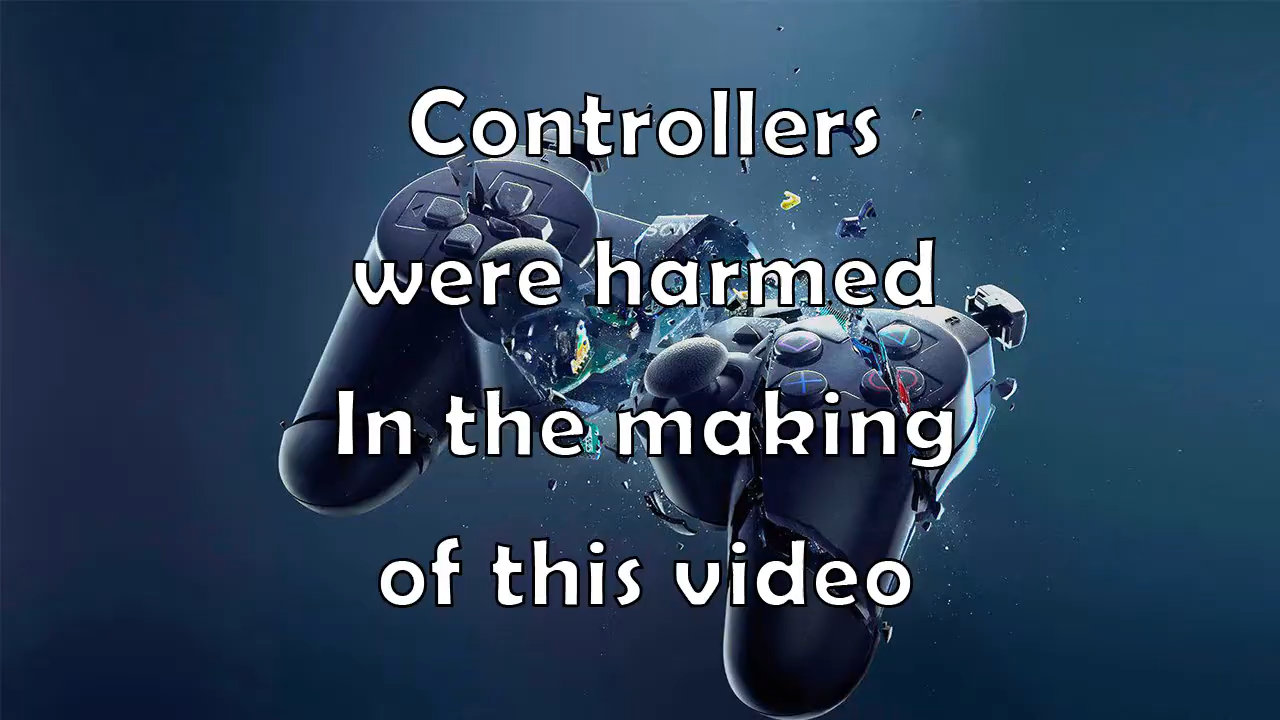 Controllers
were harmed
In the making
of this video